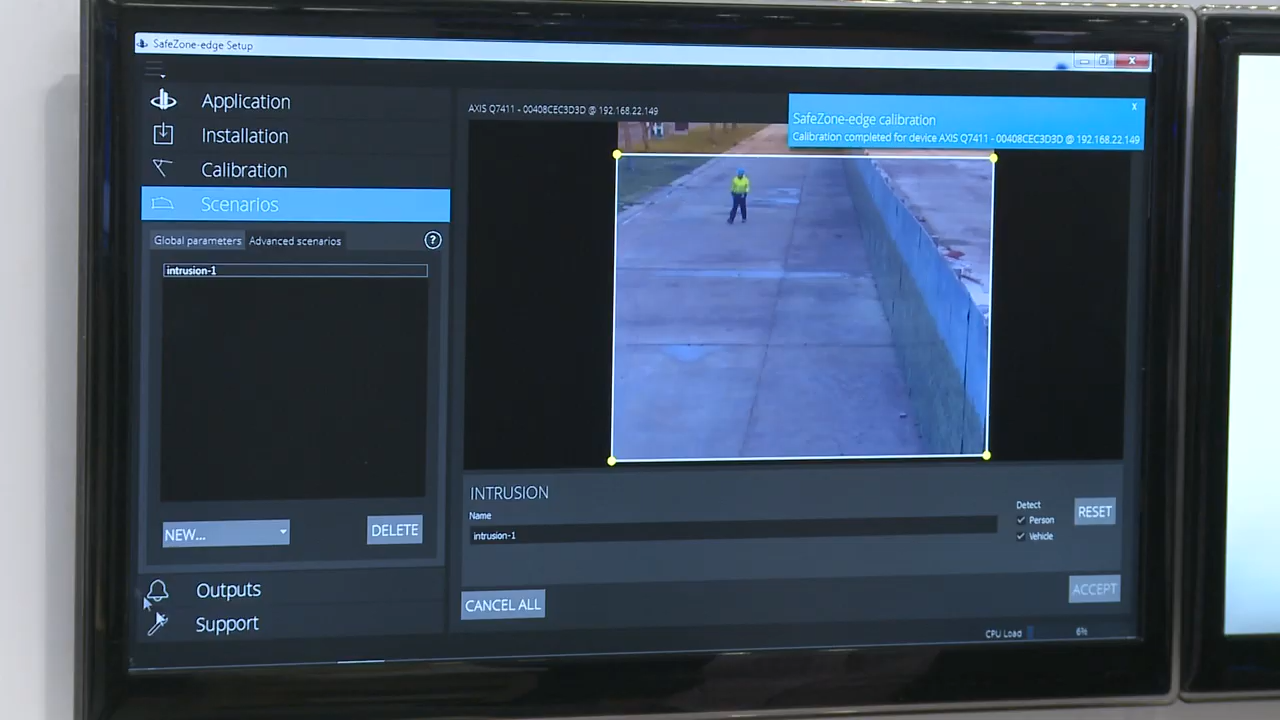 SafeZone-edge Setup
Application
Installation
Calibration
Scenarios
Global parameters
Advanced scenarios
?
intrusion-1
NEW...
DELETE
Outputs
Support
AXIS Q7411 - 00408CEC3D3D @ 192.168.22.149
SafeZone-edge calibration
x
Calibration completed for device AXIS Q7411 - 00408CEC3D3D @ 192.168.22.149
INTRUSION
Name
intrusion-1
Detect
Person
Vehicle
RESET
CANCEL ALL
ACCEPT
CPU Load
6%